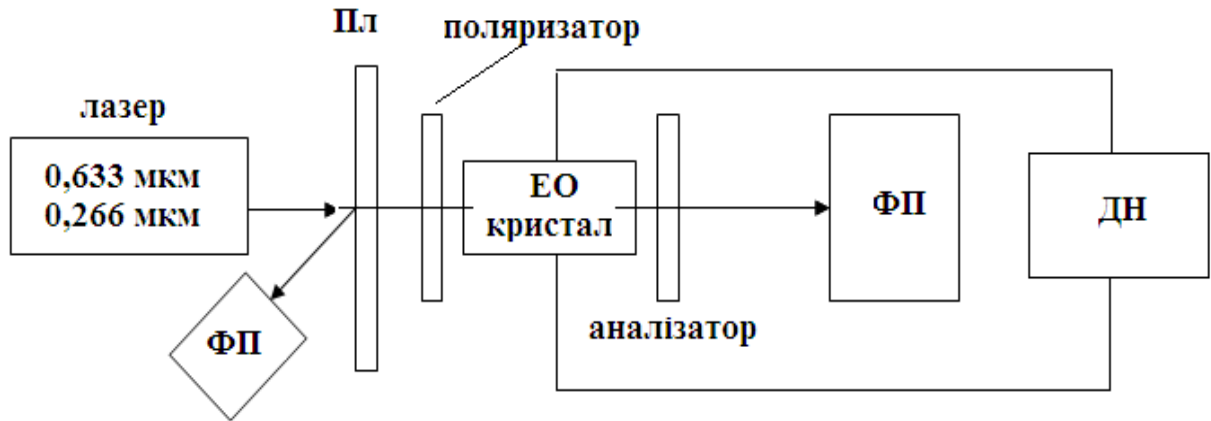 Пл
поляризатор
лазер
0,633 мкм
0,266 мкм
ЕО
кристал
ФП
ДН
аналізатор
ФП